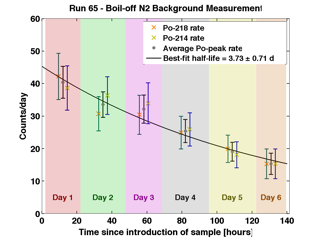 Run 65 - Boil-off N2 Background Measurement
60
50
40
30
20
10
0
Counts/day
Po-218 rate
Po-214 rate
Average Po-peak rate
Best-fit half-life = 3.73 ± 0.71 d
Day 1 Day 2 Day 3 Day 4 Day 5 Day 6
0 20 40 60 80 100 120 140
Time since introduction of sample [hours]